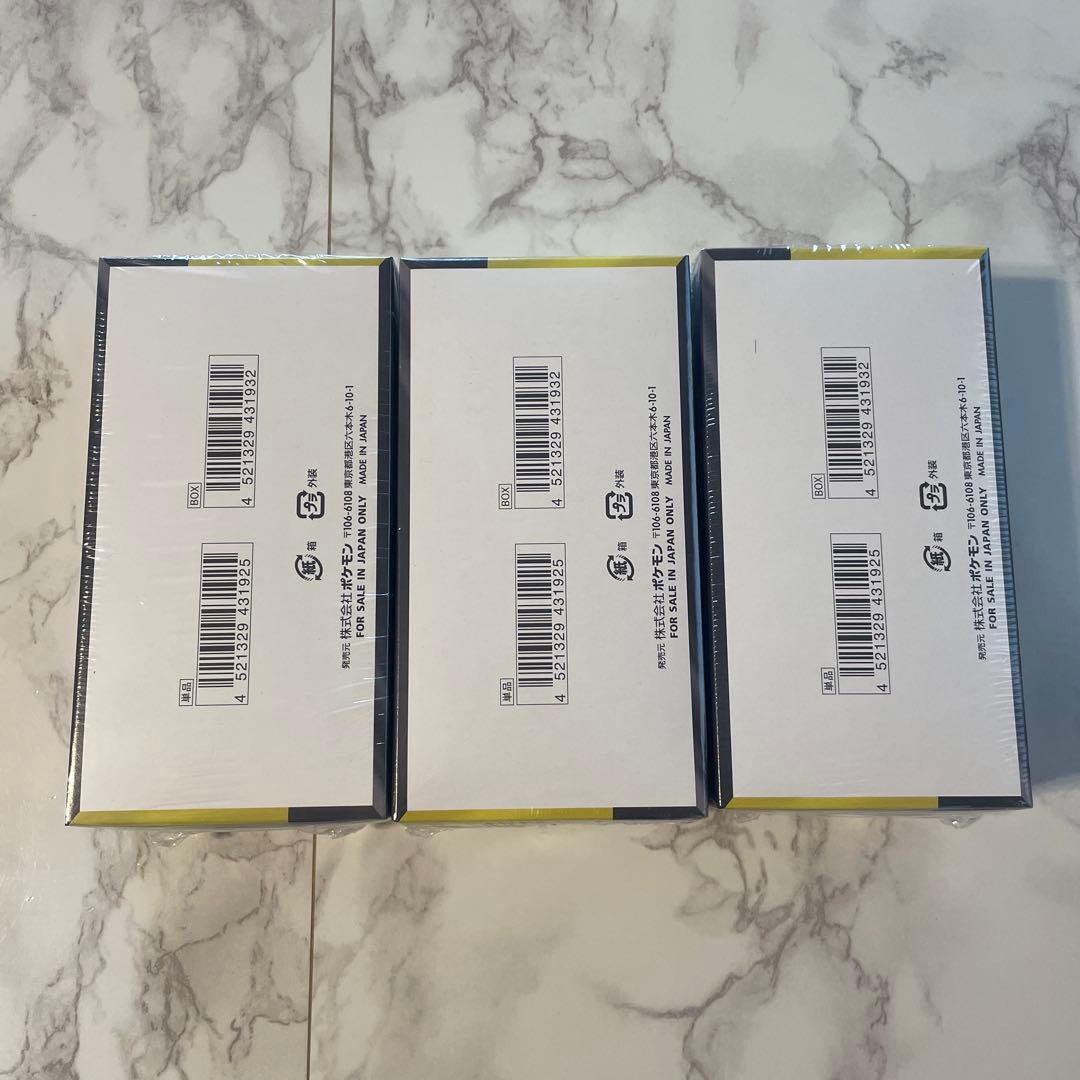 単品
4 521329 431925
BOX
4 521329 431932
紙 箱
プラ 外装
発売元 株式会社 ポケモン 〒106-6108 東京都港区六本木6-10-1
FOR SALE IN JAPAN ONLY MADE IN JAPAN
単品
4 521329 431925
BOX
4 521329 431932
紙 箱
プラ 外装
発売元 株式会社 ポケモン 〒106-6108 東京都港区六本木6-10-1
FOR SALE IN JAPAN ONLY MADE IN JAPAN
単品
4 521329 431925
BOX
4 521329 431932
紙 箱
プラ 外装
発売元 株式会社 ポケモン 〒106-6108 東京都港区六本木6-10-1
FOR SALE IN JAPAN ONLY MADE IN JAPAN